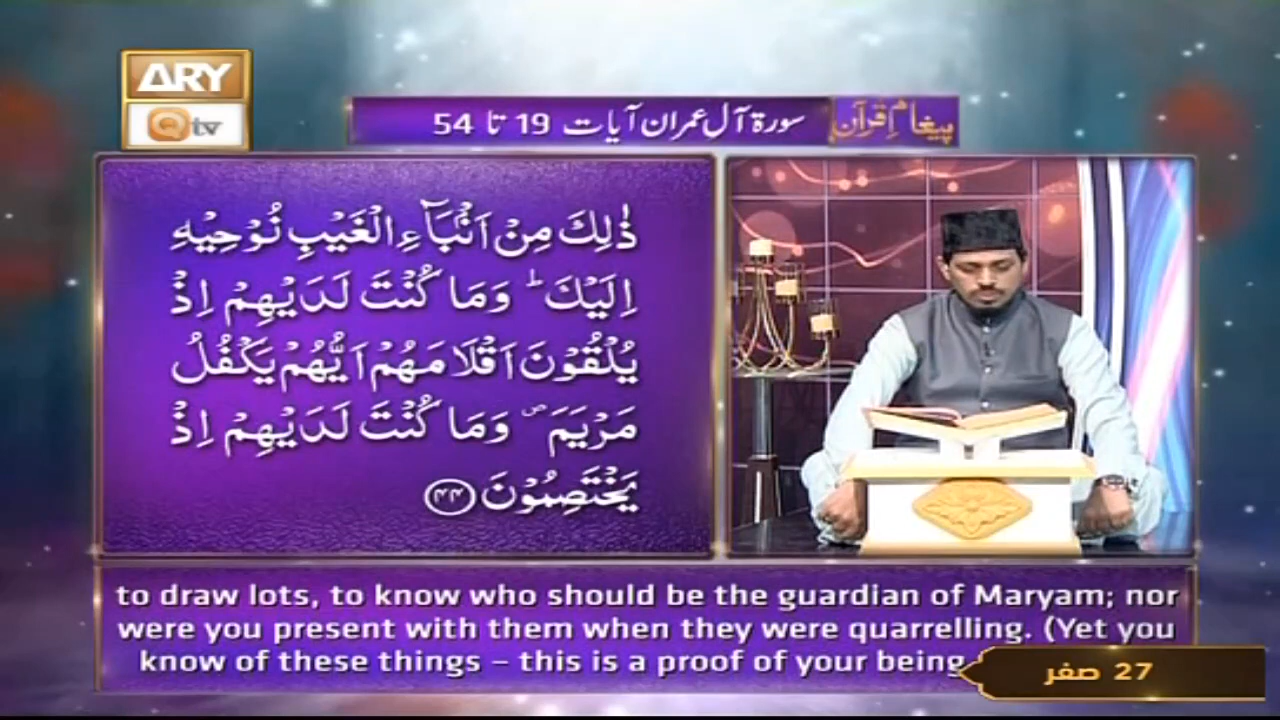 ARY
Qtv
پیغامِ قرآن
سورۃ آل عمران آیات 19 تا 54
ذٰلِكَ مِنْ اَنْۢبَآءِ الْغَیْبِ نُوْحِیْهِ
اِلَیْكَ ؕ وَمَا كُنْتَ لَدَیْهِمْ اِذْ
یُلْقُوْنَ اَقْلَامَهُمْ اَیُّهُمْ یَكْفُلُ
مَرْیَمَ ۪ وَمَا كُنْتَ لَدَیْهِمْ اِذْ
یَخْتَصِمُوْنَ ﴿۴۴﴾
to draw lots, to know who should be the guardian of Maryam; nor
were you present with them when they were quarrelling. (Yet you
know of these things – this is a proof of your being
27 صفر